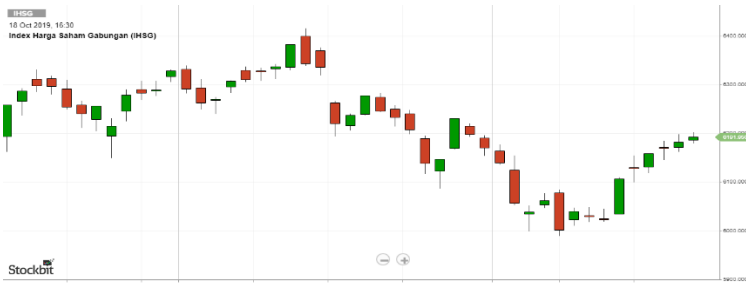 IHSG
18 Oct 2019, 16:30
Index Harga Saham Gabungan (IHSG)
6400.000
6300.000
6200.000
6100.000
6000.000
5900.000
Stockbit